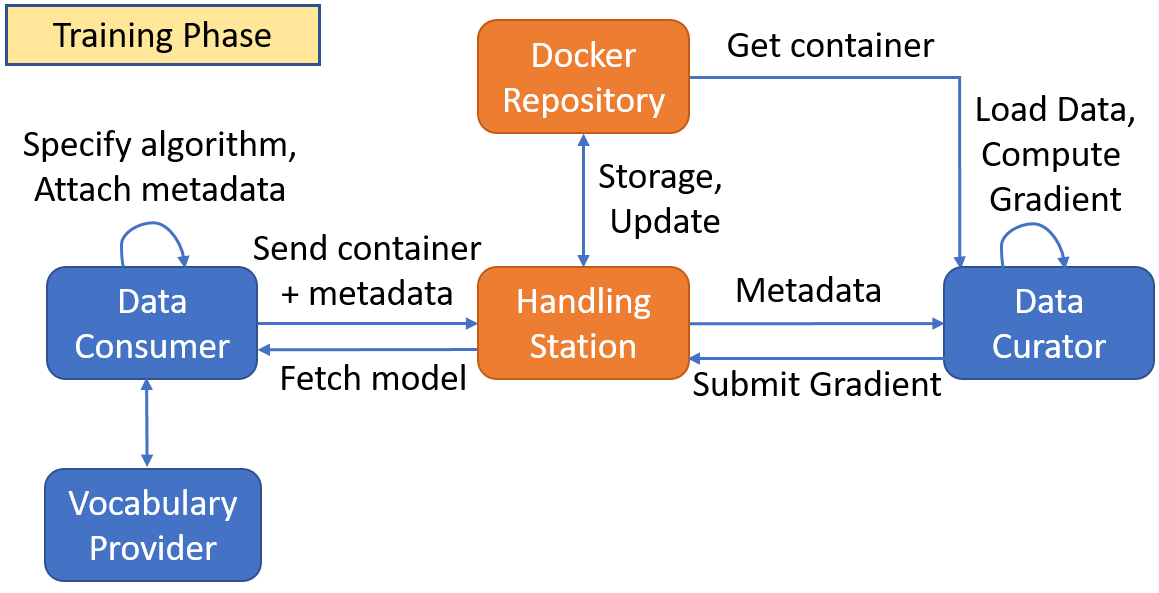 Training Phase
Docker
Repository
Get container
Load Data,
Compute
Gradient
Specify algorithm,
Attach metadata
Storage,
Update
Send container
+ metadata
Data
Consumer
Handling
Station
Metadata
Data
Curator
Fetch model
Submit Gradient
Vocabulary
Provider